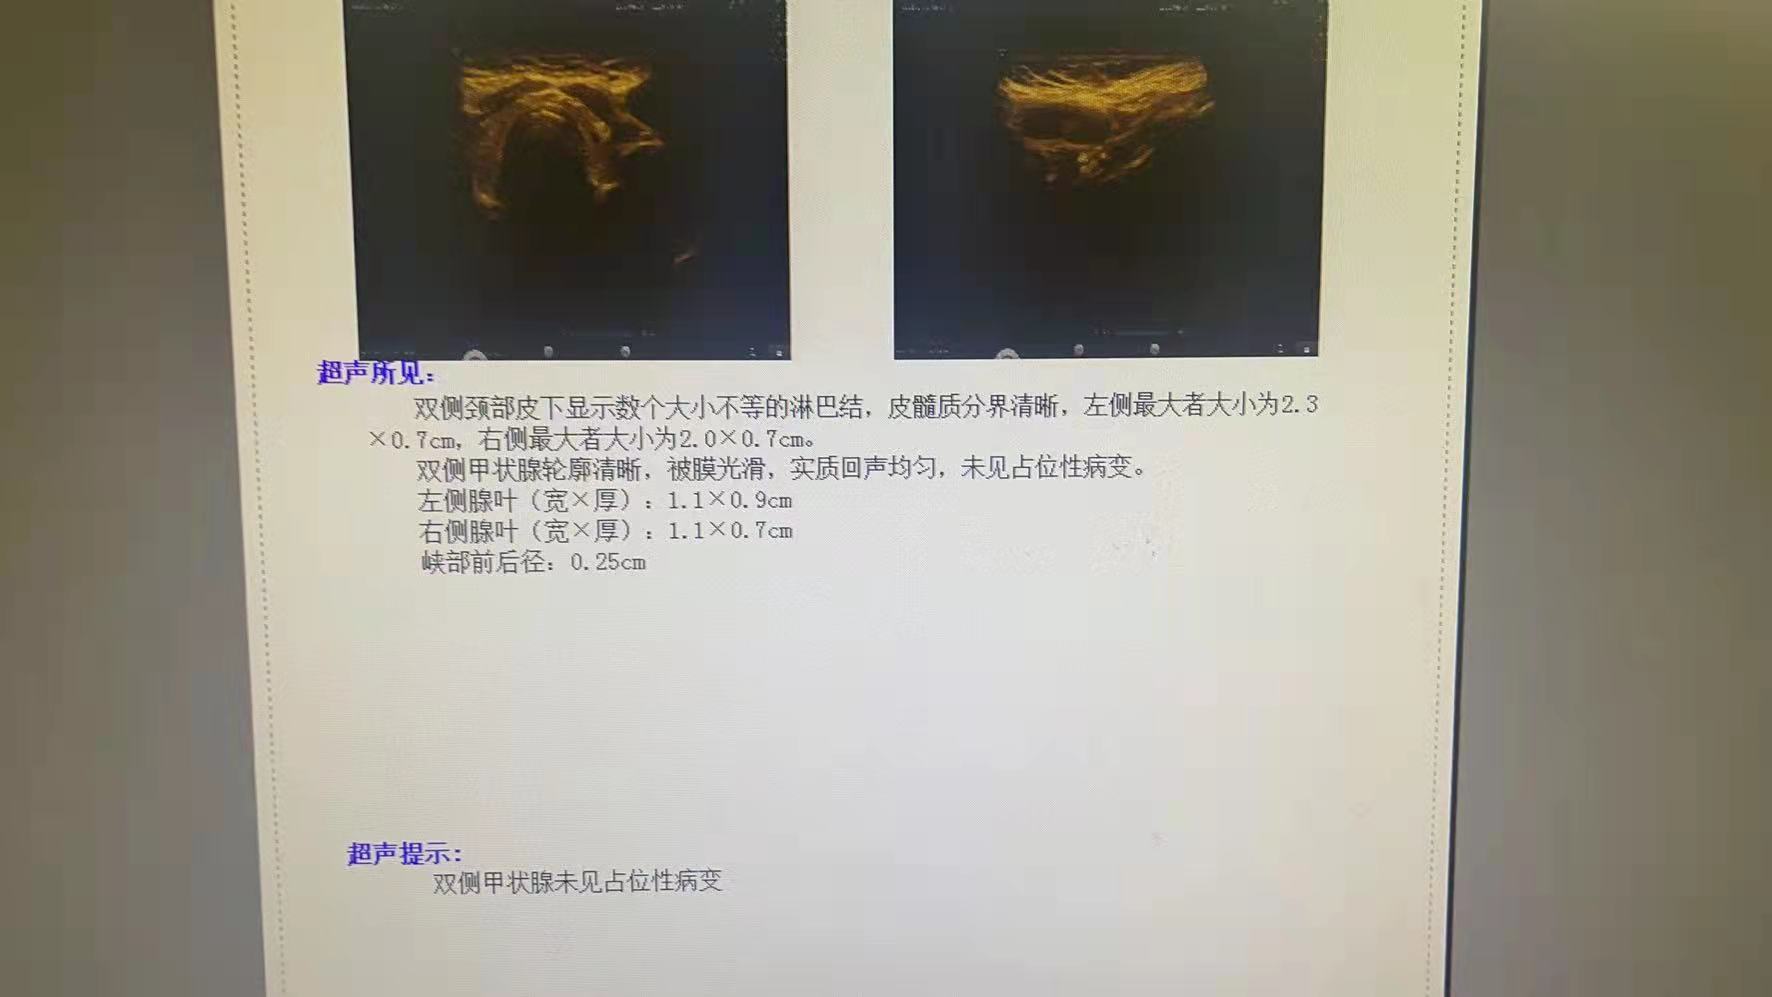 超声所见：
双侧颈部皮下显示数个大小不等的淋巴结，皮髓质分界清晰，左侧最大者大小为2.3
×0.7cm，右侧最大者大小为2.0×0.7cm。
双侧甲状腺轮廓清晰，被膜光滑，实质回声均匀，未见占位性病变。
左侧腺叶（宽×厚）：1.1×0.9cm
右侧腺叶（宽×厚）：1.1×0.7cm
峡部前后径：0.25cm
超声提示：
双侧甲状腺未见占位性病变